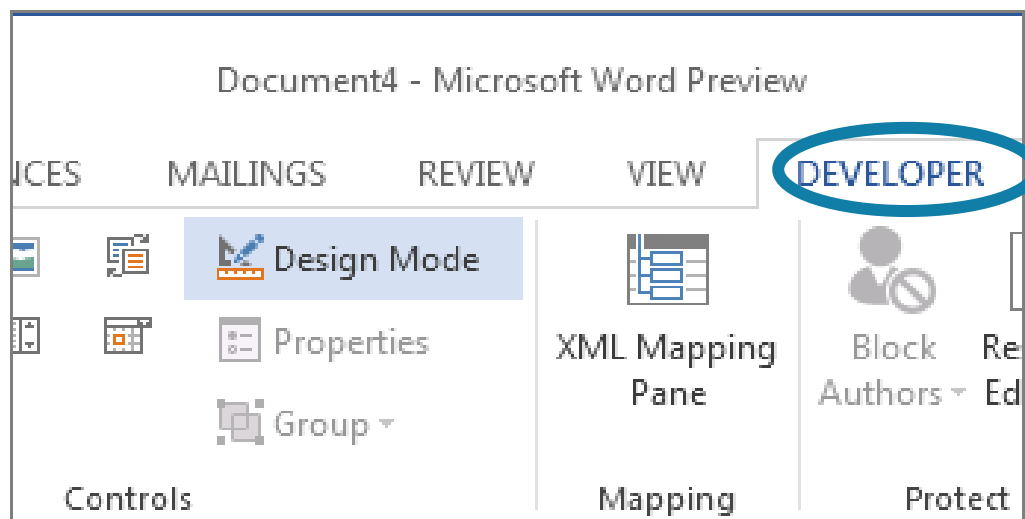 Document4 - Microsoft Word Preview
MAILINGS REVIEW VIEW DEVELOPER
Design Mode
Properties
Group
XML Mapping
Pane
Block
Authors
Controls Mapping Protect